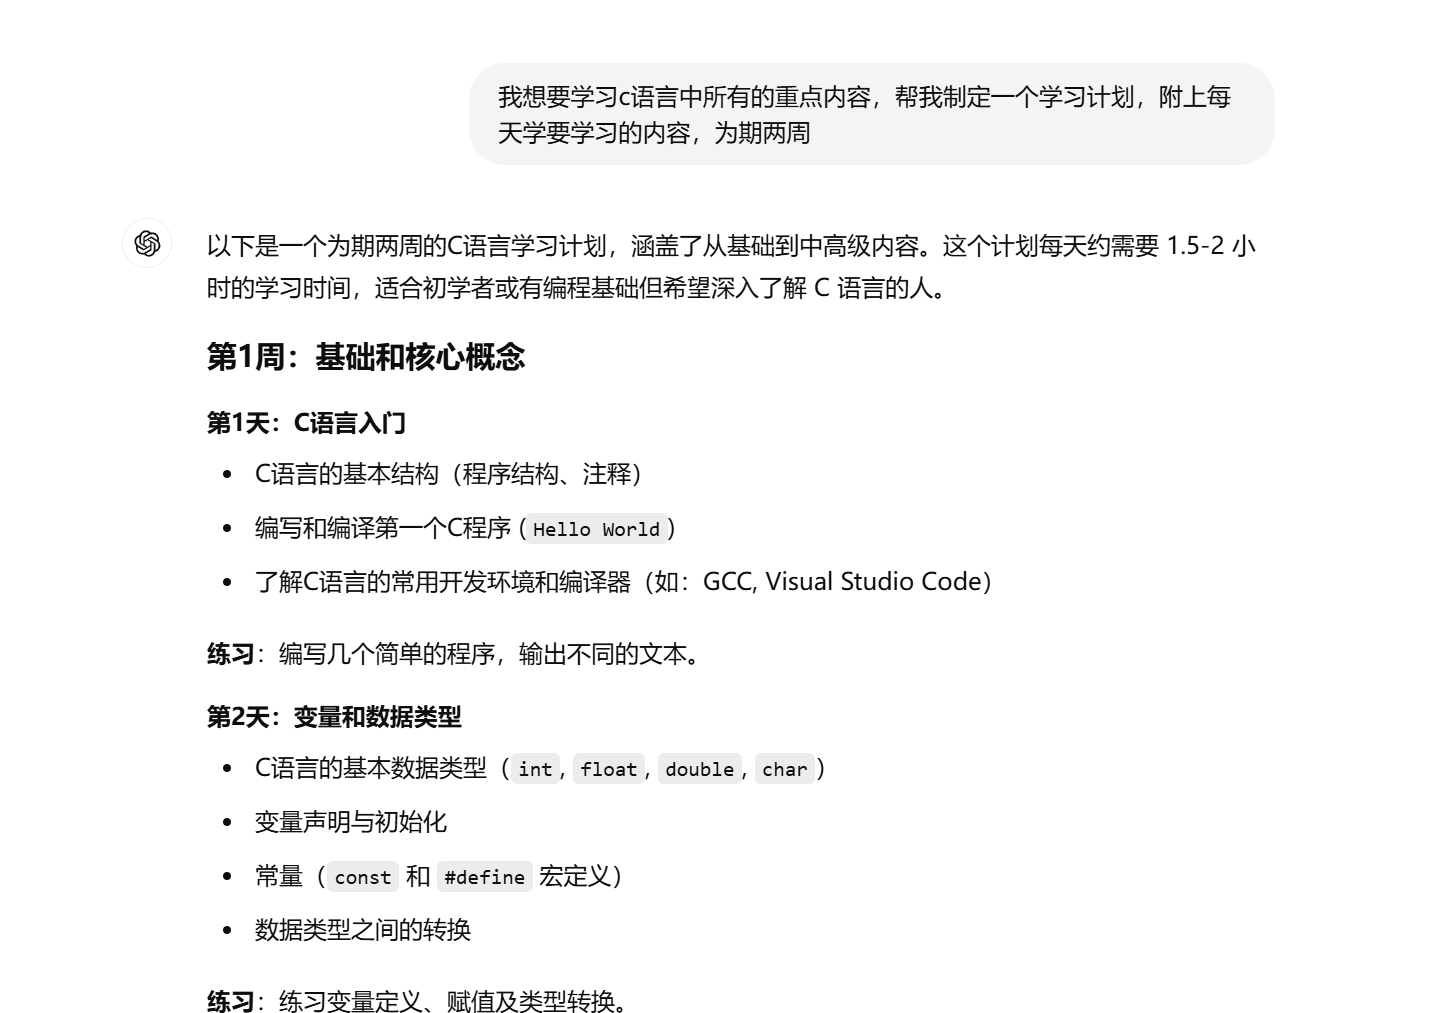 我想要学习c语言中所有的重点内容，帮我制定一个学习计划，附上每
天学要学习的内容，为期两周
以下是一个为期两周的C语言学习计划，涵盖了从基础到中高级内容。这个计划每天约需要 1.5-2 小
时的学习时间，适合初学者或有编程基础但希望深入了解 C 语言的人。
第1周：基础和核心概念
第1天：C语言入门
• C语言的基本结构（程序结构、注释）
• 编写和编译第一个C程序 (Hello World)
• 了解C语言的常用开发环境和编译器（如：GCC, Visual Studio Code）
练习：编写几个简单的程序，输出不同的文本。
第2天：变量和数据类型
• C语言的基本数据类型（int, float, double, char）
• 变量声明与初始化
• 常量（const 和 #define 宏定义）
• 数据类型之间的转换
练习：练习变量定义、赋值及类型转换。